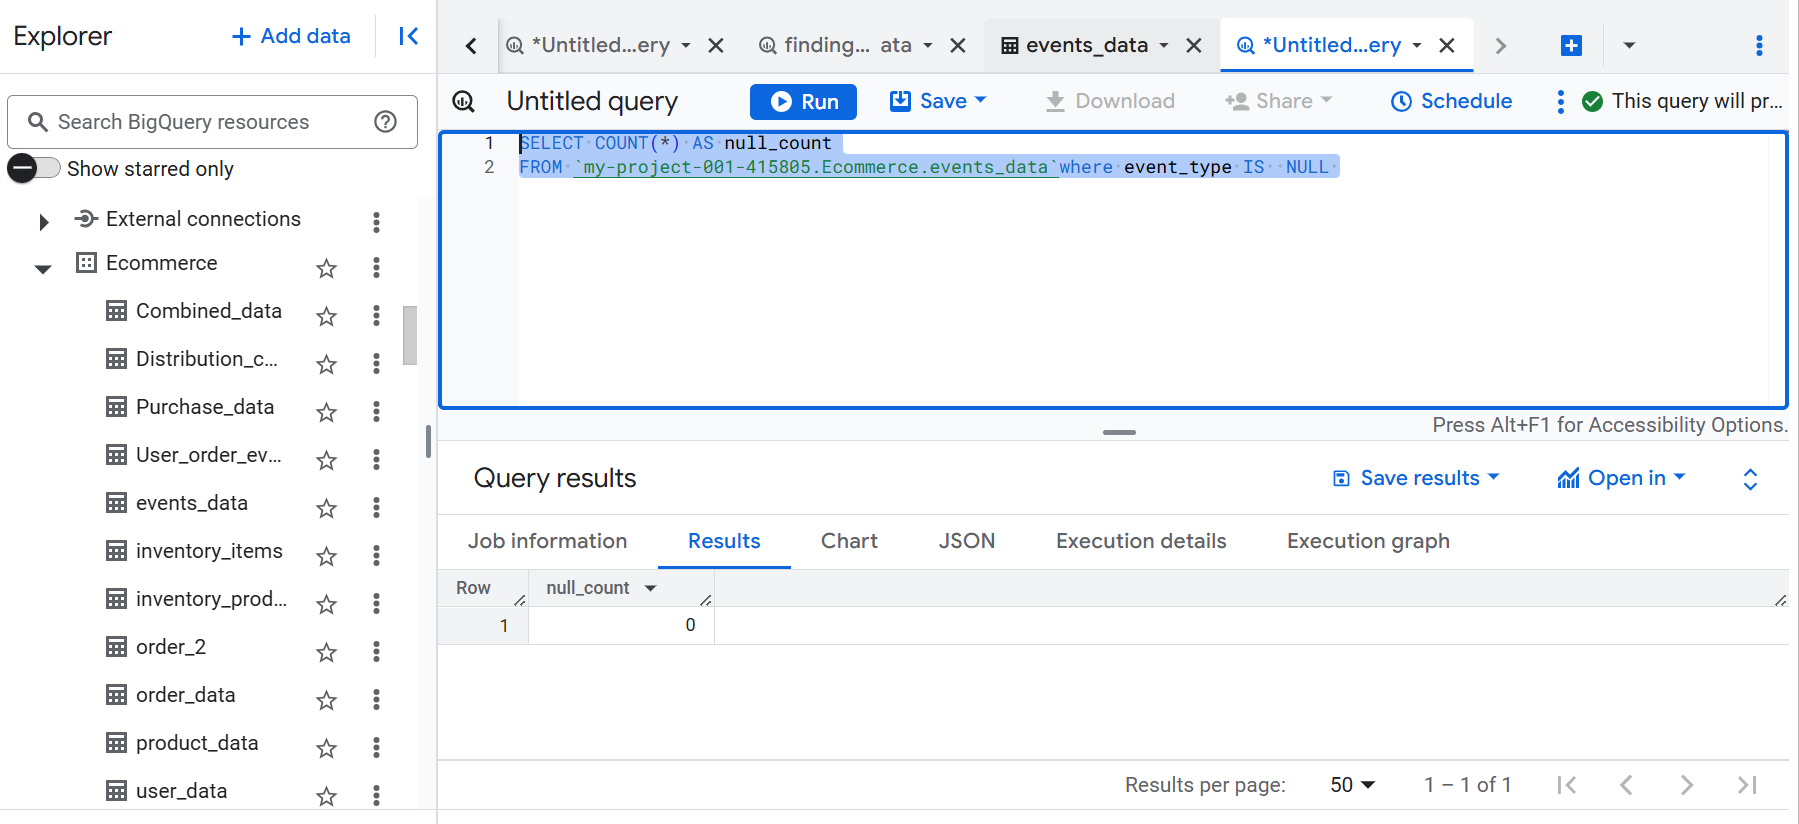 Explorer
Add data
Search BigQuery resources
Show starred only
External connections
Ecommerce
Combined_data
Distribution_c...
Purchase_data
User_order_ev...
events_data
inventory_items
inventory_prod...
order_2
order_data
product_data
user_data
*Untitled...ery
finding... ata
events_data
*Untitled...ery
Untitled query
Run
Save
Download
Share
Schedule
This query will pr...
1 SELECT COUNT(*) AS null_count
2 FROM `my-project-001-415805.Ecommerce.events_data`where event_type IS  NULL
Press Alt+F1 for Accessibility Options.
Query results
Save results
Open in
Job information
Results
Chart
JSON
Execution details
Execution graph
Row null_count
1 0
Results per page: 50 1 – 1 of 1